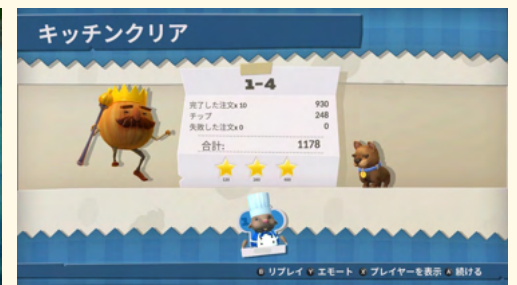 キッチンクリア
1-4
完了した注文x 10 930
チップ 248
失敗した注文x 0 0
合計: 1178
B リプレイ Y エモート X プレイヤーを表示 A 続ける